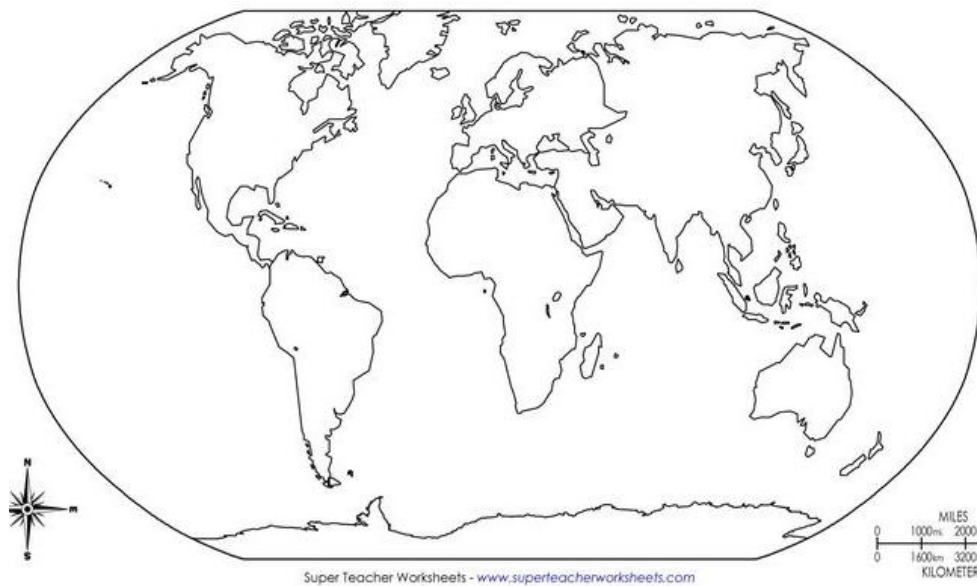 N
E
S
MILES
0 1000mi 2000
0 1600km 3200
KILOMETER
Super Teacher Worksheets - www.superteacherworksheets.com